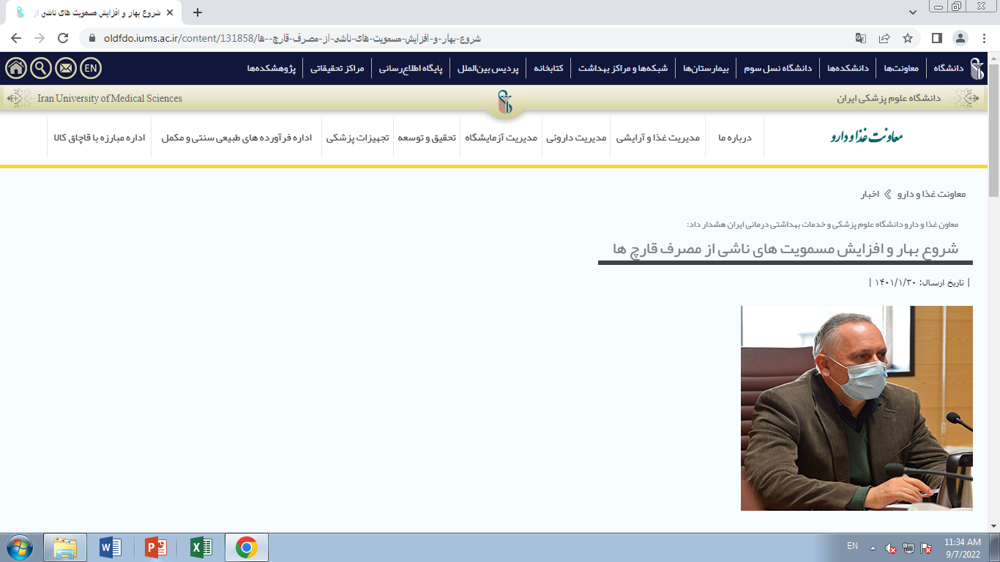 شروع بهار و افزایش مسمویت های ناشی از
oldfdo.iums.ac.ir/content/131858/شروع-بهار-و-افزایش-مسمویت-های-ناشی-از-مصرف-قارچ--ها
دانشگاه معاونت‌ها دانشکده‌ها دانشگاه نسل سوم بیمارستان‌ها شبکه‌ها و مراکز بهداشت کتابخانه پردیس بین‌الملل پایگاه اطلاع‌رسانی مراکز تحقیقاتی پژوهشکده‌ها EN
دانشگاه علوم پزشکی ایران Iran University of Medical Sciences
معاونت غذا و دارو درباره ما مدیریت غذا و آرایشی مدیریت داروئی مدیریت آزمایشگاه تحقیق و توسعه تجهیزات پزشکی اداره فرآورده های طبیعی سنتی و مکمل اداره مبارزه با قاچاق کالا
معاونت غذا و دارو اخبار
معاون غذا و دارو دانشگاه علوم پزشکی و خدمات بهداشتی درمانی ایران هشدار داد:
شروع بهار و افزایش مسمویت های ناشی از مصرف قارچ ها
| تاریخ ارسال: ۱۴۰۱/۱/۳۰ |
EN 11:34 AM
9/7/2022